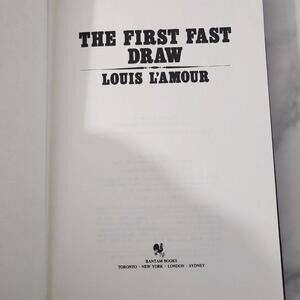 THE FIRST FAST
DRAW
LOUIS L'AMOUR
BANTAM BOOKS
TORONTO • NEW YORK • LONDON • SYDNEY